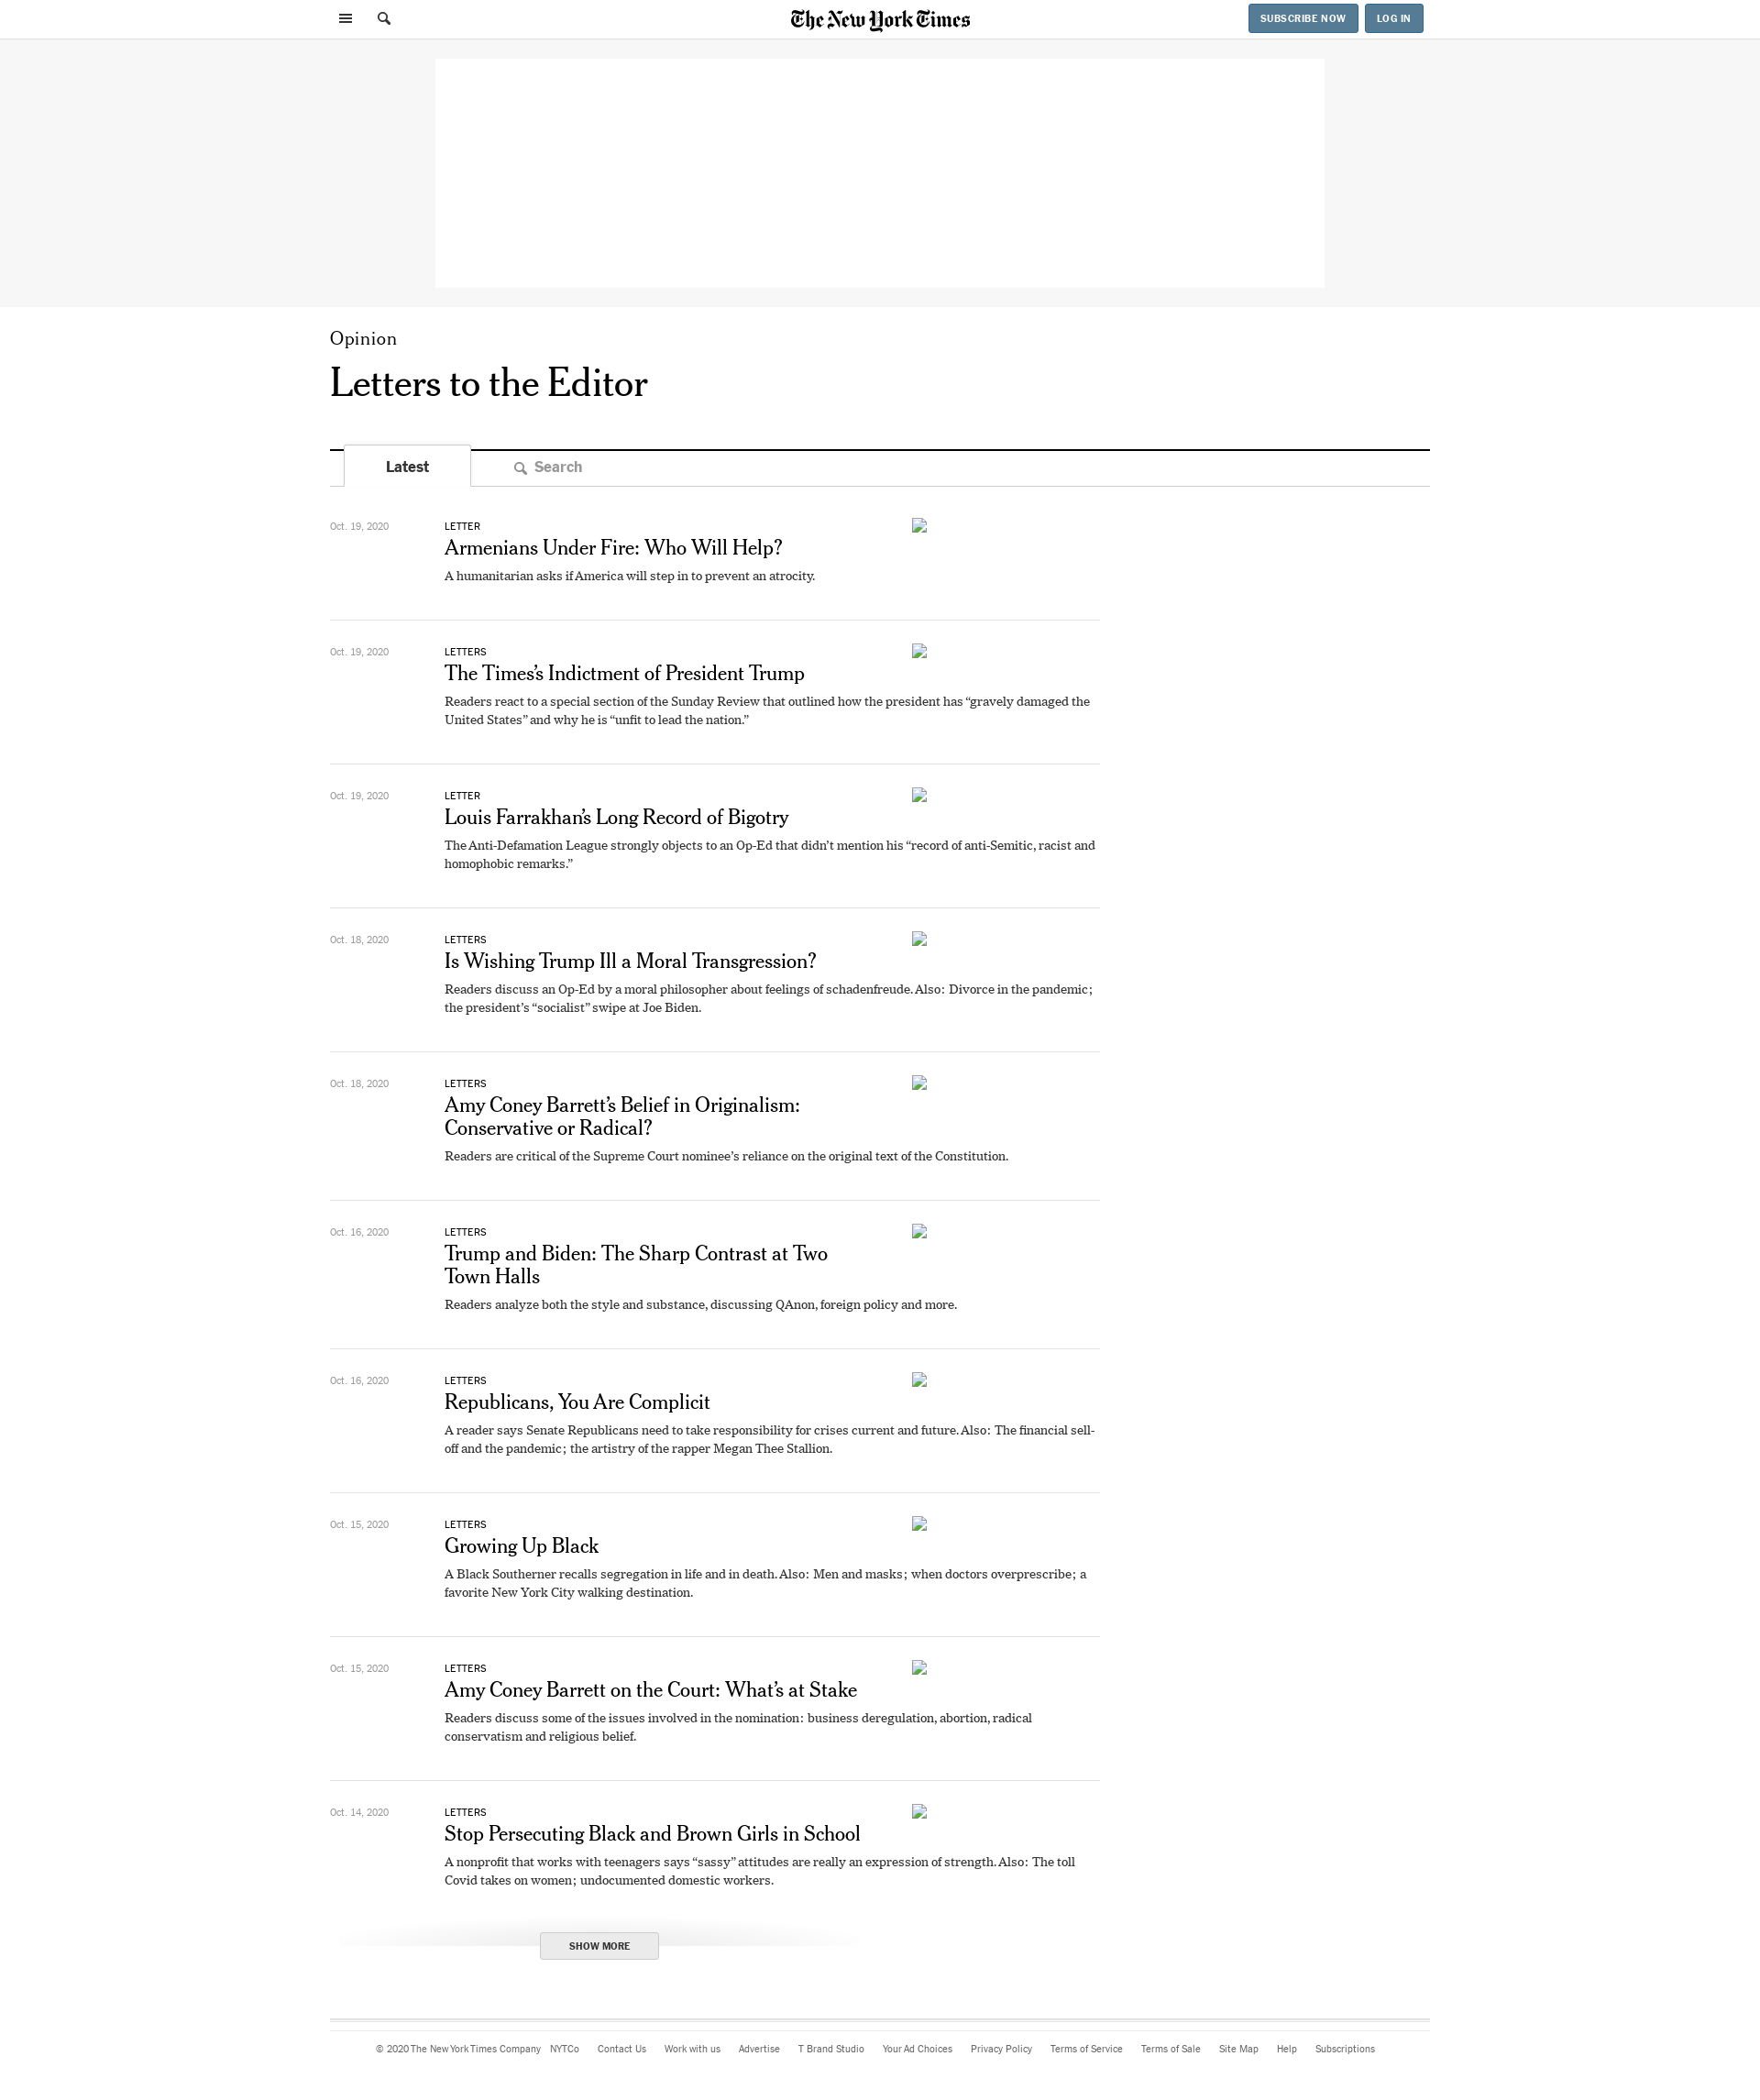 The New York Times
SUBSCRIBE NOW
LOG IN
Opinion
Letters to the Editor
Latest
Search
Oct. 19, 2020
LETTER
Armenians Under Fire: Who Will Help?
A humanitarian asks if America will step in to prevent an atrocity.
Oct. 19, 2020
LETTERS
The Times’s Indictment of President Trump
Readers react to a special section of the Sunday Review that outlined how the president has “gravely damaged the
United States” and why he is “unfit to lead the nation.”
Oct. 19, 2020
LETTER
Louis Farrakhan’s Long Record of Bigotry
The Anti-Defamation League strongly objects to an Op-Ed that didn’t mention his “record of anti-Semitic, racist and
homophobic remarks.”
Oct. 18, 2020
LETTERS
Is Wishing Trump Ill a Moral Transgression?
Readers discuss an Op-Ed by a moral philosopher about feelings of schadenfreude. Also: Divorce in the pandemic;
the president’s “socialist” swipe at Joe Biden.
Oct. 18, 2020
LETTERS
Amy Coney Barrett’s Belief in Originalism:
Conservative or Radical?
Readers are critical of the Supreme Court nominee’s reliance on the original text of the Constitution.
Oct. 16, 2020
LETTERS
Trump and Biden: The Sharp Contrast at Two
Town Halls
Readers analyze both the style and substance, discussing QAnon, foreign policy and more.
Oct. 16, 2020
LETTERS
Republicans, You Are Complicit
A reader says Senate Republicans need to take responsibility for crises current and future. Also: The financial sell-
off and the pandemic; the artistry of the rapper Megan Thee Stallion.
Oct. 15, 2020
LETTERS
Growing Up Black
A Black Southerner recalls segregation in life and in death. Also: Men and masks; when doctors overprescribe; a
favorite New York City walking destination.
Oct. 15, 2020
LETTERS
Amy Coney Barrett on the Court: What’s at Stake
Readers discuss some of the issues involved in the nomination: business deregulation, abortion, radical
conservatism and religious belief.
Oct. 14, 2020
LETTERS
Stop Persecuting Black and Brown Girls in School
A nonprofit that works with teenagers says “sassy” attitudes are really an expression of strength. Also: The toll
Covid takes on women; undocumented domestic workers.
SHOW MORE
© 2020 The New York Times Company NYTCo Contact Us Work with us Advertise T Brand Studio Your Ad Choices Privacy Policy Terms of Service Terms of Sale Site Map Help Subscriptions